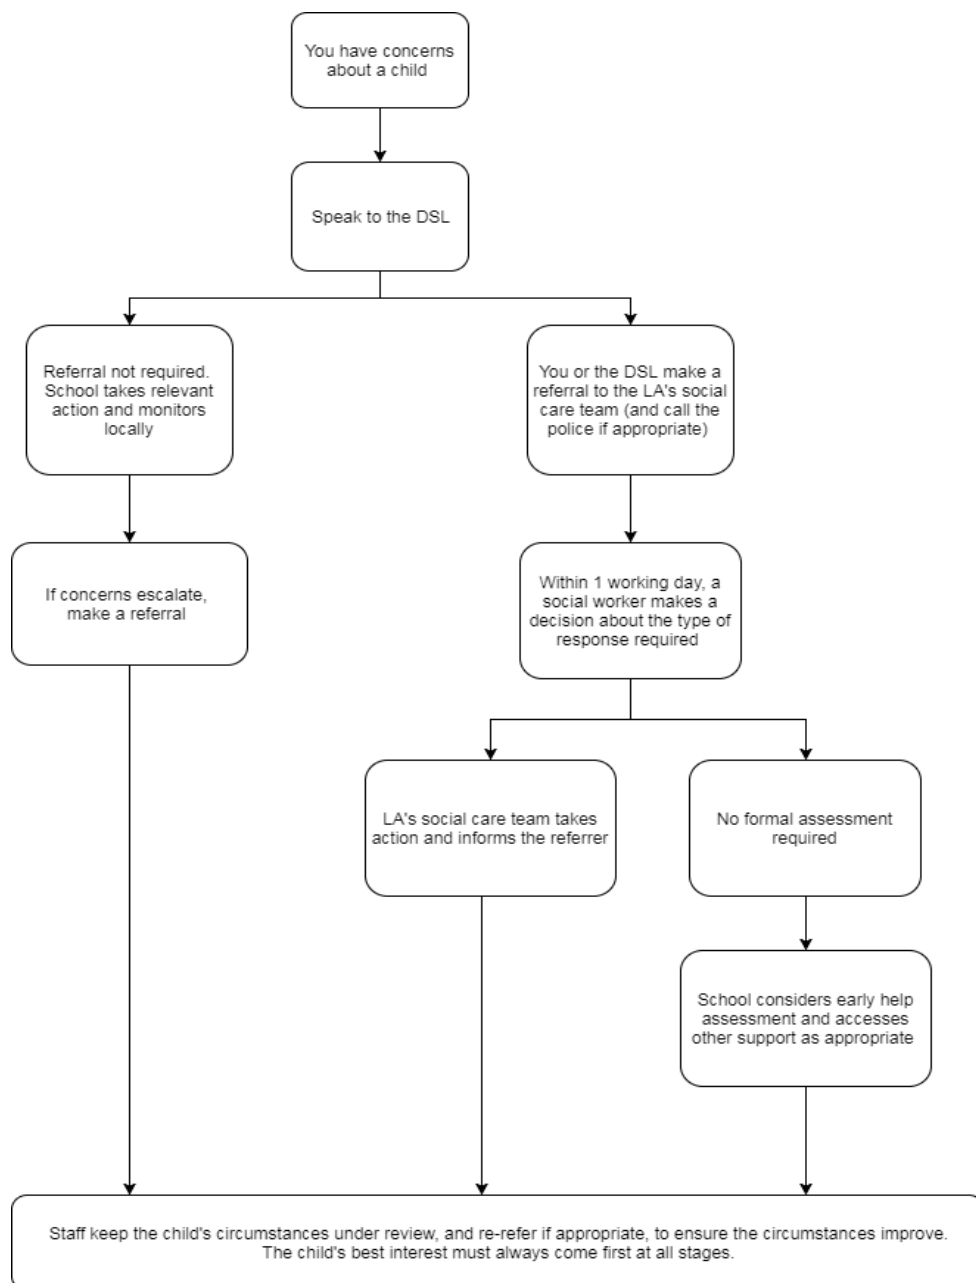 You have concerns
about a child
Speak to the DSL
Referral not required.
School takes relevant
action and monitors
locally
You or the DSL make a
referral to the LA's social
care team (and call the
police if appropriate)
If concerns escalate,
make a referral
Within 1 working day, a
social worker makes a
decision about the type of
response required
LA's social care team takes
action and informs the referrer
No formal assessment
required
School considers early help
assessment and accesses
other support as appropriate
Staff keep the child's circumstances under review, and re-refer if appropriate, to ensure the circumstances improve.
The child's best interest must always come first at all stages.